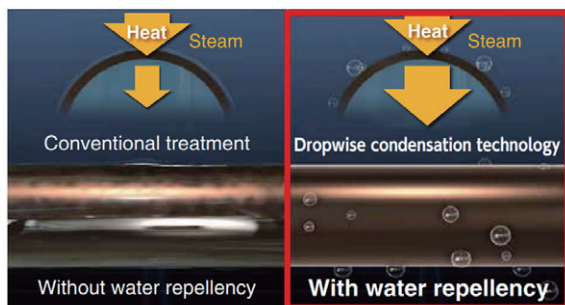 Heat
Steam
Conventional treatment
Without water repellency
Heat
Steam
Dropwise condensation technology
With water repellency